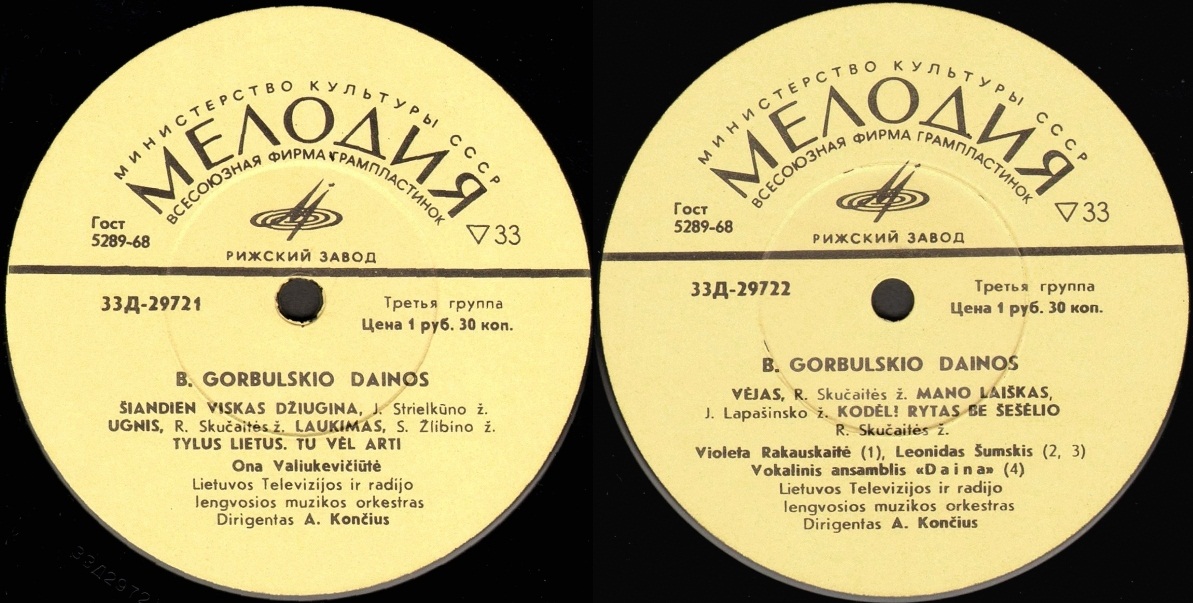 МИНИСТЕРСТВО КУЛЬТУРЫ СССР
МЕЛОДИЯ
ВСЕСОЮЗНАЯ ФИРМА ГРАМПЛАСТИНОК
Гост
5289-68
▽33
РИЖСКИЙ ЗАВОД
33Д-29721
Третья группа
Цена 1 руб. 30 коп.
B. GORBULSKIO DAINOS
ŠIANDIEN VISKAS DŽIUGINA, J. Strielkūno ž.
UGNIS, R. Skučaitės ž. LAUKIMAS, S. Žlibino ž.
TYLUS LIETUS. TU VĖL ARTI
Ona Valiukevičiūtė
Lietuvos Televizijos ir radijo
lengvosios muzikos orkestras
Dirigentas A. Končius
33Д2972
МИНИСТЕРСТВО КУЛЬТУРЫ СССР
МЕЛОДИЯ
ВСЕСОЮЗНАЯ ФИРМА ГРАМПЛАСТИНОК
Гост
5289-68
▽33
РИЖСКИЙ ЗАВОД
33Д-29722
Третья группа
Цена 1 руб. 30 коп.
B. GORBULSKIO DAINOS
VĖJAS, R. Skučaitės ž. MANO LAIŠKAS,
J. Lapašinsko ž. KODĖL! RYTAS BE ŠEŠĖLIO
R. Skučaitės ž.
Violeta Rakauskaitė (1), Leonidas Šumskis (2, 3)
Vokalinis ansamblis «Daina» (4)
Lietuvos Televizijos ir radijo
lengvosios muzikos orkestras
Dirigentas A. Končius